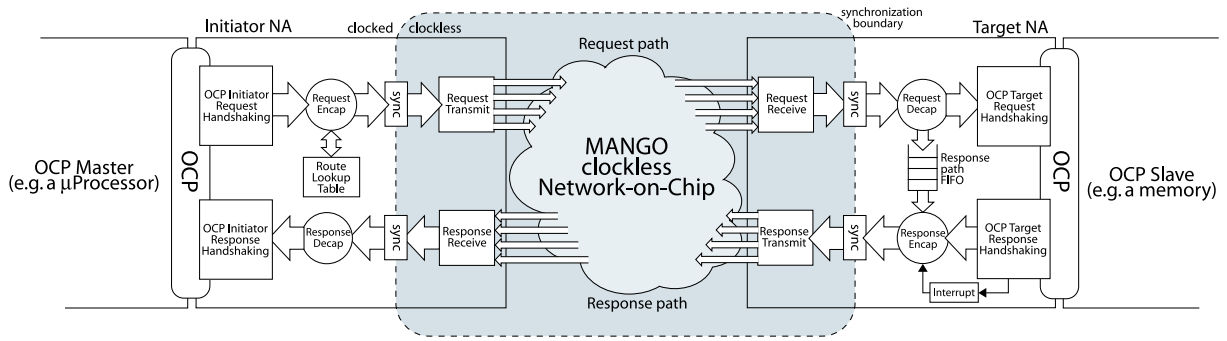 Initiator NA
clocked
clockless
synchronization
boundary
Target NA
Request path
OCP Initiator
Request
Handshaking
Request
Encap
sync
Request
Transmit
Request
Receive
sync
Request
Decap
OCP Target
Request
Handshaking
Route
Lookup
Table
Response
path
FIFO
OCP Master
(e.g. a μProcessor)
OCP
MANGO
clockless
Network-on-Chip
OCP
OCP Slave
(e.g. a memory)
OCP Initiator
Response
Handshaking
Response
Decap
sync
Response
Receive
Response
Transmit
sync
Response
Encap
OCP Target
Response
Handshaking
Interrupt
Response path